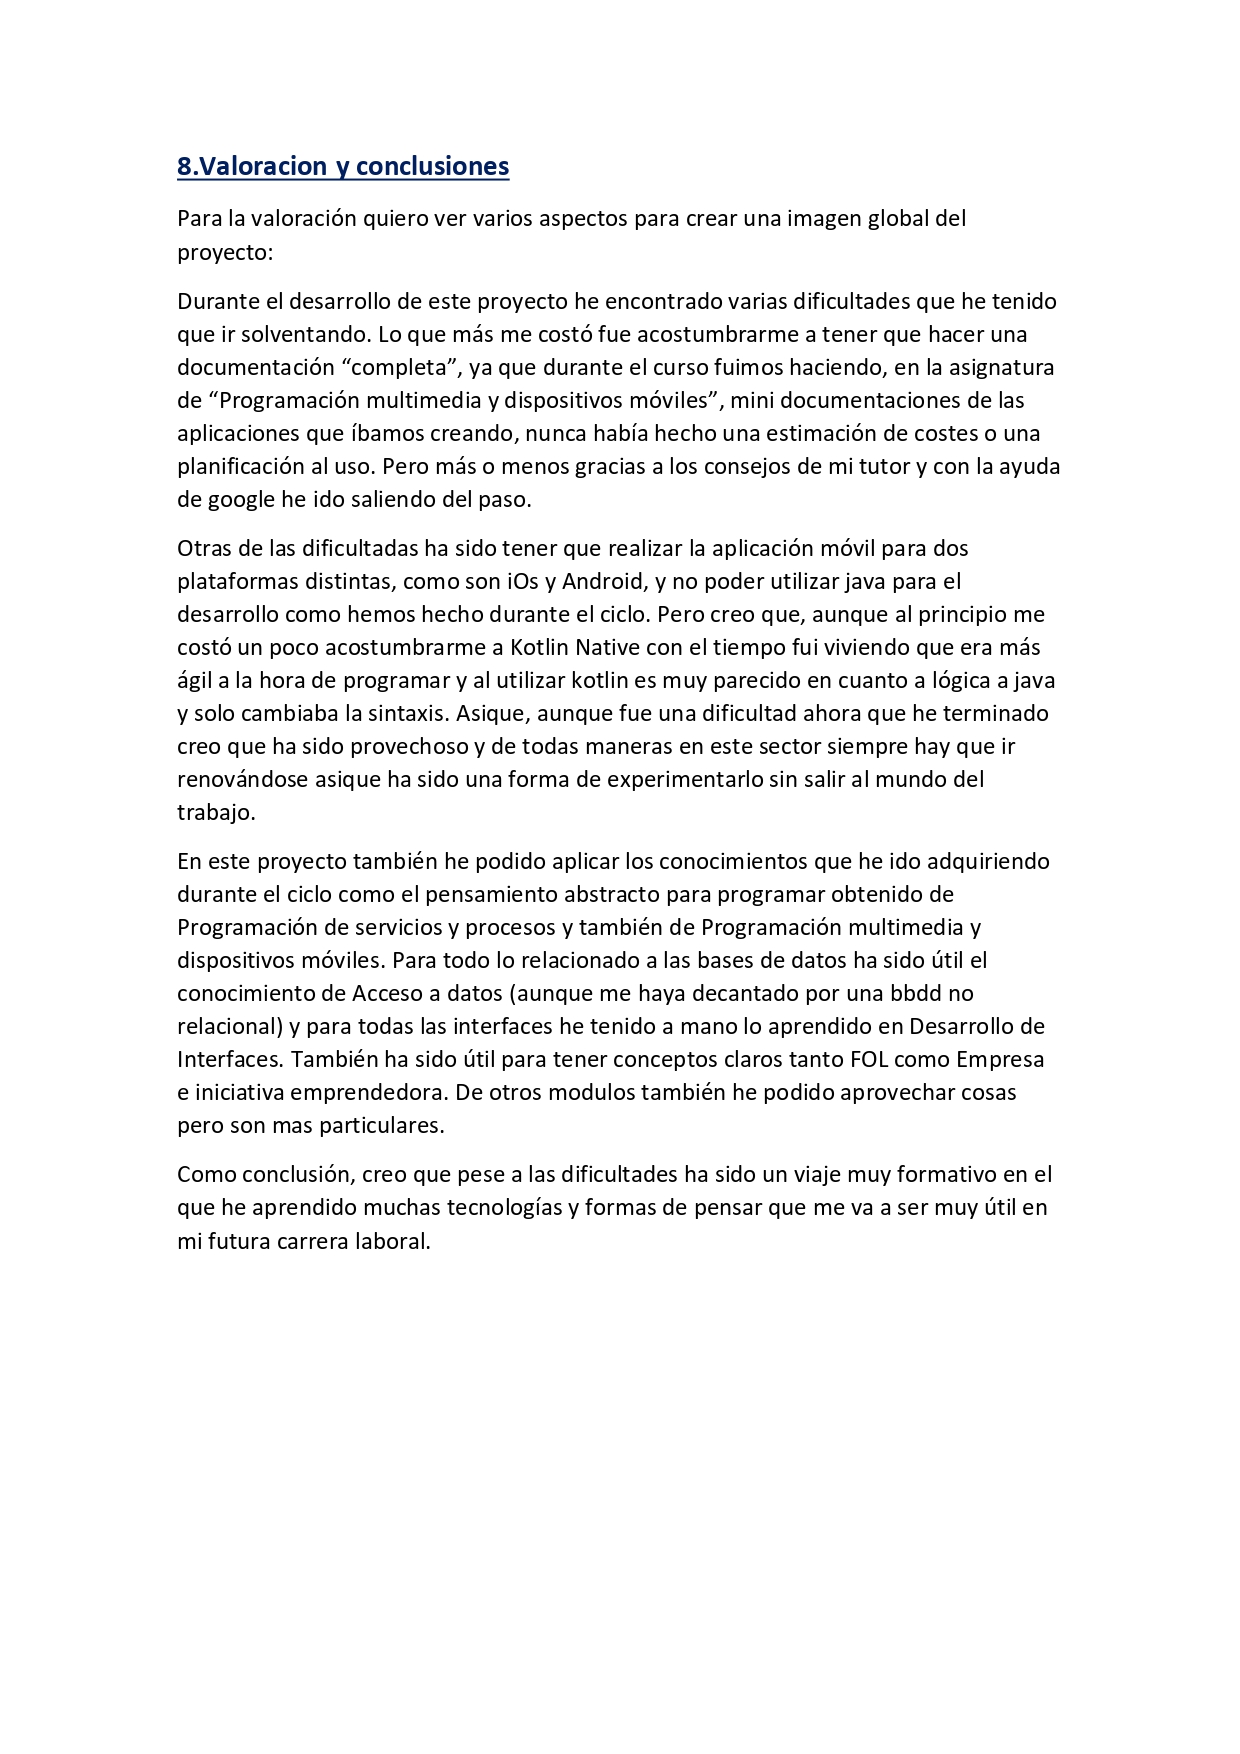 8.Valoracion y conclusiones
Para la valoración quiero ver varios aspectos para crear una imagen global del
proyecto:
Durante el desarrollo de este proyecto he encontrado varias dificultades que he tenido
que ir solventando. Lo que más me costó fue acostumbrarme a tener que hacer una
documentación “completa”, ya que durante el curso fuimos haciendo, en la asignatura
de “Programación multimedia y dispositivos móviles”, mini documentaciones de las
aplicaciones que íbamos creando, nunca había hecho una estimación de costes o una
planificación al uso. Pero más o menos gracias a los consejos de mi tutor y con la ayuda
de google he ido saliendo del paso.
Otras de las dificultadas ha sido tener que realizar la aplicación móvil para dos
plataformas distintas, como son iOs y Android, y no poder utilizar java para el
desarrollo como hemos hecho durante el ciclo. Pero creo que, aunque al principio me
costó un poco acostumbrarme a Kotlin Native con el tiempo fui viviendo que era más
ágil a la hora de programar y al utilizar kotlin es muy parecido en cuanto a lógica a java
y solo cambiaba la sintaxis. Asique, aunque fue una dificultad ahora que he terminado
creo que ha sido provechoso y de todas maneras en este sector siempre hay que ir
renovándose asique ha sido una forma de experimentarlo sin salir al mundo del
trabajo.
En este proyecto también he podido aplicar los conocimientos que he ido adquiriendo
durante el ciclo como el pensamiento abstracto para programar obtenido de
Programación de servicios y procesos y también de Programación multimedia y
dispositivos móviles. Para todo lo relacionado a las bases de datos ha sido útil el
conocimiento de Acceso a datos (aunque me haya decantado por una bbdd no
relacional) y para todas las interfaces he tenido a mano lo aprendido en Desarrollo de
Interfaces. También ha sido útil para tener conceptos claros tanto FOL como Empresa
e iniciativa emprendedora. De otros modulos también he podido aprovechar cosas
pero son mas particulares.
Como conclusión, creo que pese a las dificultades ha sido un viaje muy formativo en el
que he aprendido muchas tecnologías y formas de pensar que me va a ser muy útil en
mi futura carrera laboral.